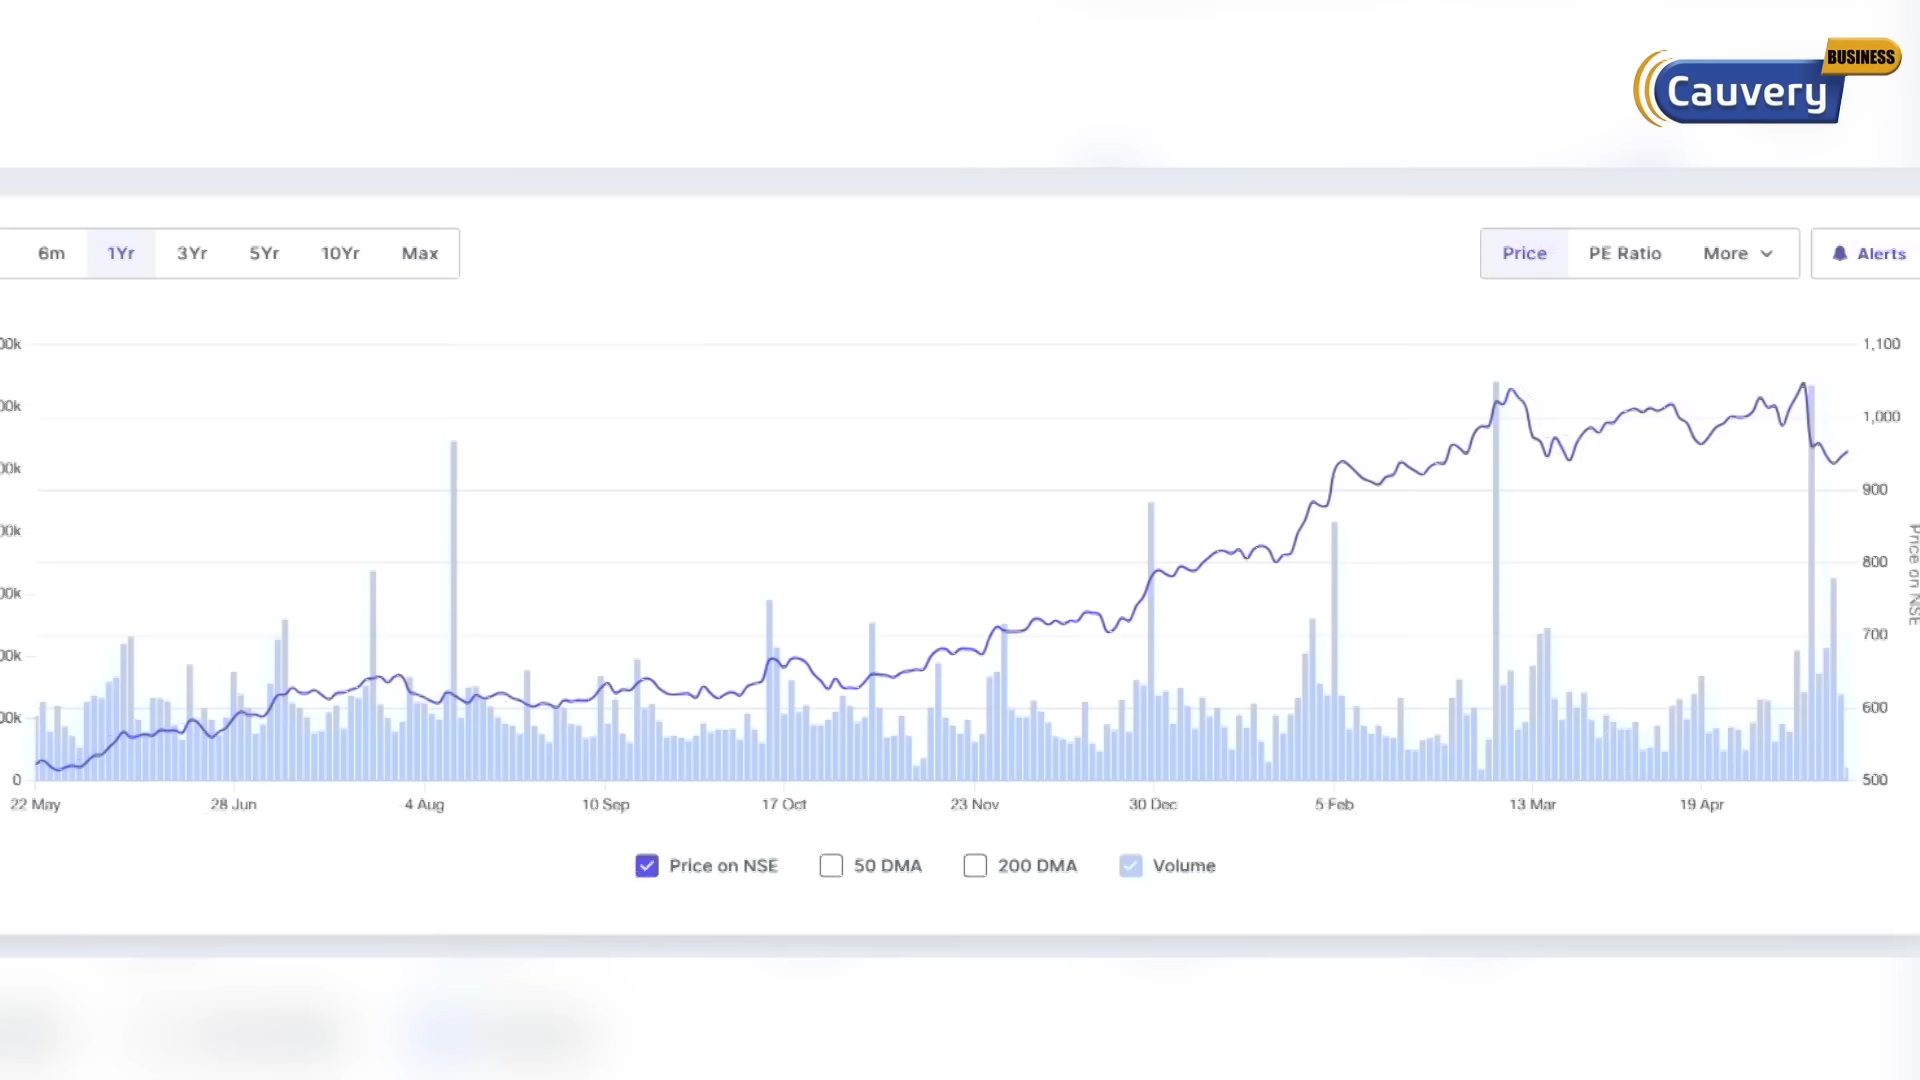 BUSINESS
Cauvery
6m 1Yr 3Yr 5Yr 10Yr Max
Price PE Ratio More Alerts
1,100
1,000
900
800
700
600
0 500
Price on NSE
22 May 28 Jun 4 Aug 10 Sep 17 Oct 23 Nov 30 Dec 5 Feb 13 Mar 19 Apr
Price on NSE 50 DMA 200 DMA Volume